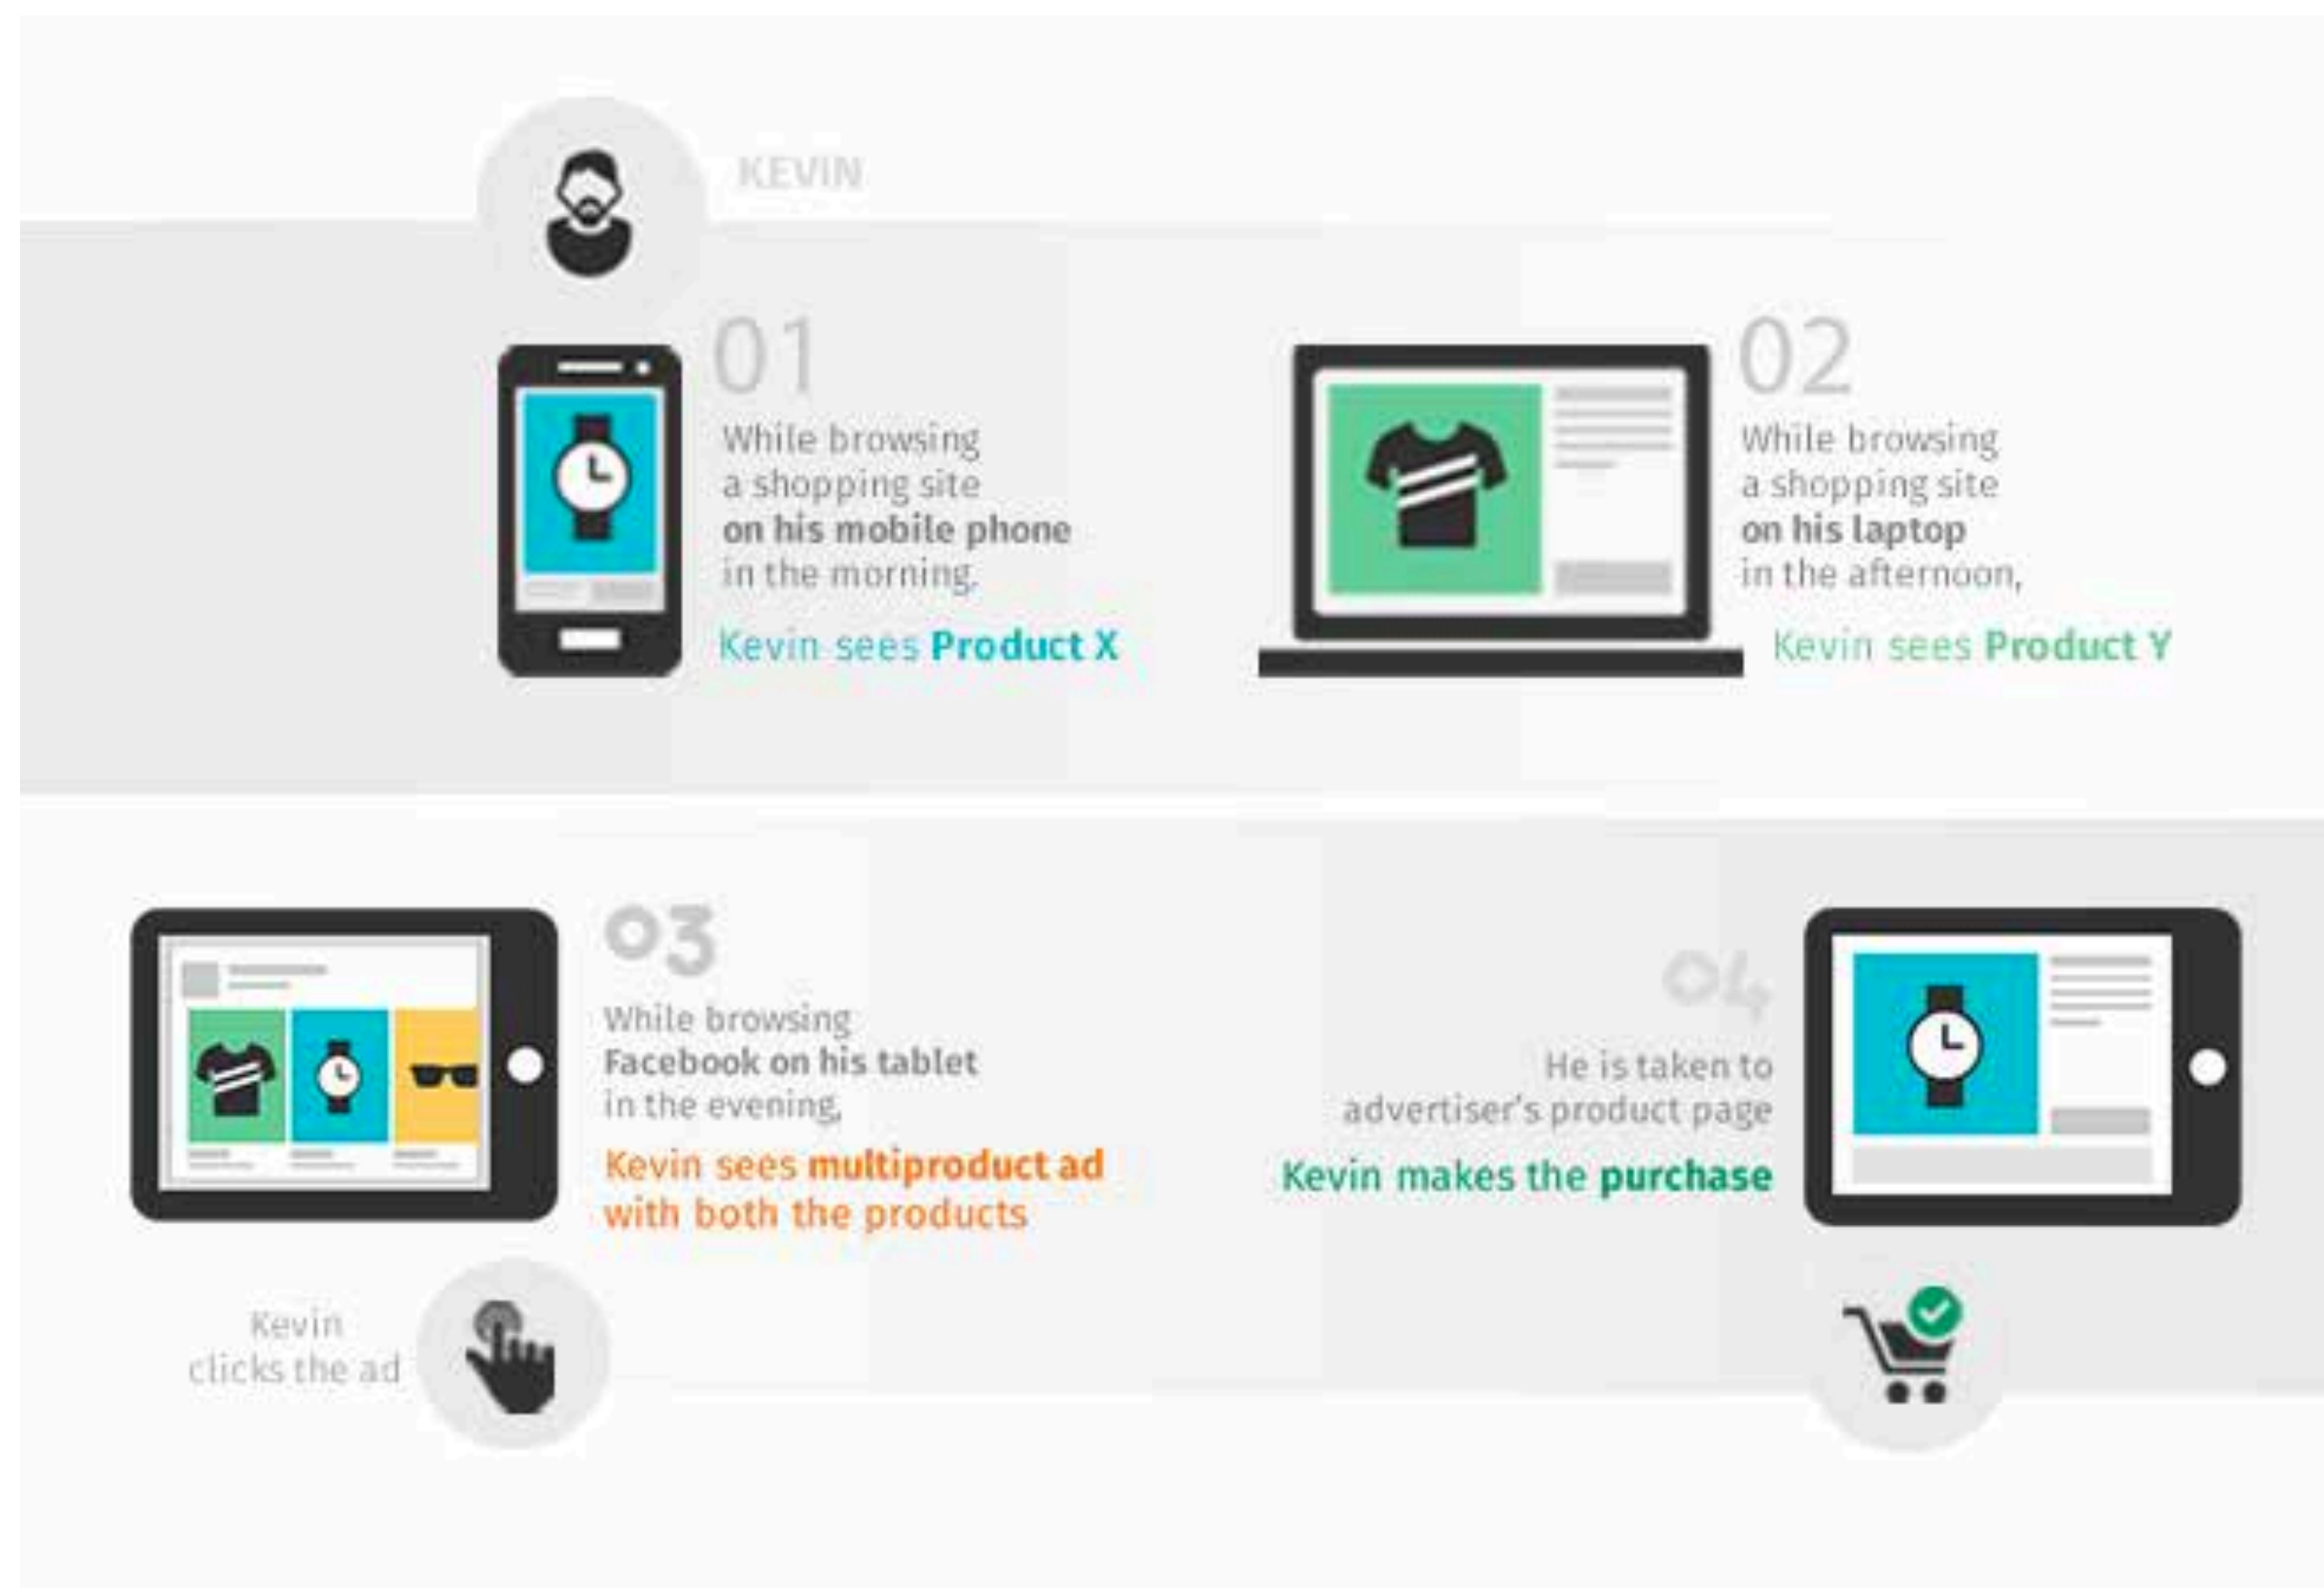 KEVIN
01
While browsing
a shopping site
on his mobile phone
in the morning.
Kevin sees Product X
02
While browsing
a shopping site
on his laptop
in the afternoon,
Kevin sees Product Y
03
While browsing
Facebook on his tablet
in the evening,
Kevin sees multiproduct ad
with both the products
Kevin
clicks the ad
04
He is taken to
advertiser's product page
Kevin makes the purchase